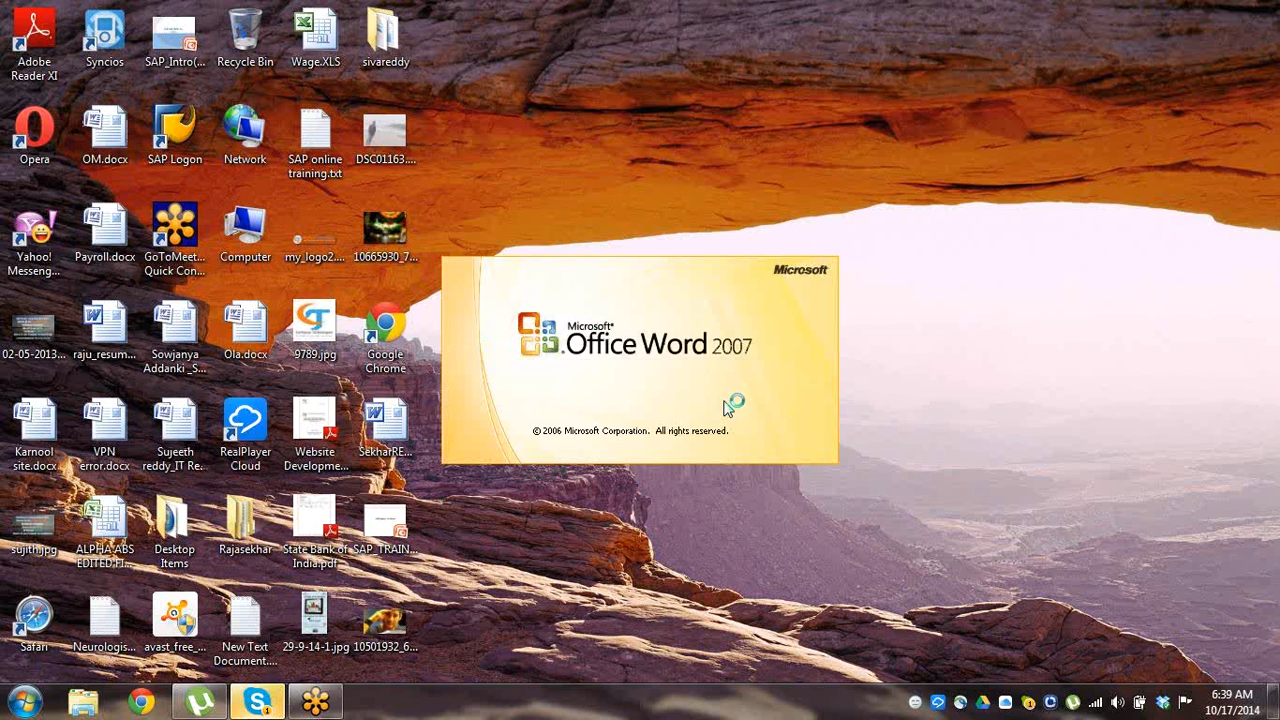 Adobe
Reader XI
Syncios
SAP_Intro(...
Recycle Bin
Wage.XLS
sivareddy
Opera
OM.docx
SAP Logon
Network
SAP online
training.txt
DSC01163....
Yahoo!
Messeng...
Payroll.docx
GoToMeet...
Quick Con...
Computer
my_logo2....
10665930_7...
02-05-2013...
raju_resum...
Sowjanya
Addanki _S...
Ola.docx
9789.jpg
Google
Chrome
Karnool
site.docx
VPN
error.docx
Sujeeth
reddy_IT Re...
RealPlayer
Cloud
Website
Developme...
SekharRE...
sujith.jpg
ALPHA ABS
EDITED FI...
Desktop
Items
Rajasekhar
State Bank of
India.pdf
SAP_TRAIN...
Safari
Neurologis...
avast_free_...
New Text
Document....
29-9-14-1.jpg
10501932_6...
Microsoft
Microsoft®
Office Word 2007
© 2006 Microsoft Corporation. All rights reserved.
6:39 AM
10/17/2014